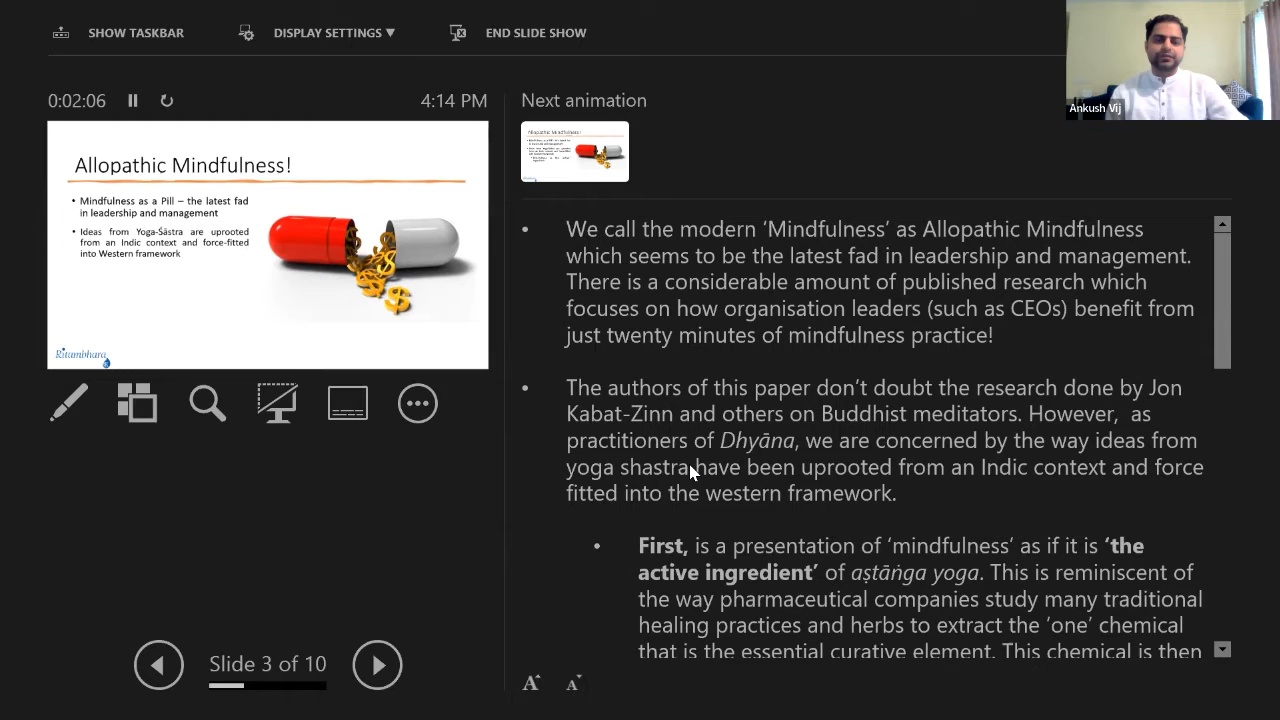 SHOW TASKBAR
DISPLAY SETTINGS ▼
END SLIDE SHOW
Ankush Vij
0:02:06
4:14 PM
Allopathic Mindfulness!
• Mindfulness as a Pill – the latest fad
in leadership and management
• Ideas from Yoga-Śāstra are uprooted
from an Indic context and force-fitted
into Western framework
Ritambhara
Slide 3 of 10
Next animation
Allopathic Mindfulness!
• We call the modern ‘Mindfulness’ as Allopathic Mindfulness
which seems to be the latest fad in leadership and management.
There is a considerable amount of published research which
focuses on how organisation leaders (such as CEOs) benefit from
just twenty minutes of mindfulness practice!
• The authors of this paper don’t doubt the research done by Jon
Kabat-Zinn and others on Buddhist meditators. However,  as
practitioners of Dhyāna, we are concerned by the way ideas from
yoga shastra have been uprooted from an Indic context and force
fitted into the western framework.
• First, is a presentation of ‘mindfulness’ as if it is ‘the
active ingredient’ of aṣtāṅga yoga. This is reminiscent of
the way pharmaceutical companies study many traditional
healing practices and herbs to extract the ‘one’ chemical
that is the essential curative element. This chemical is then
A A